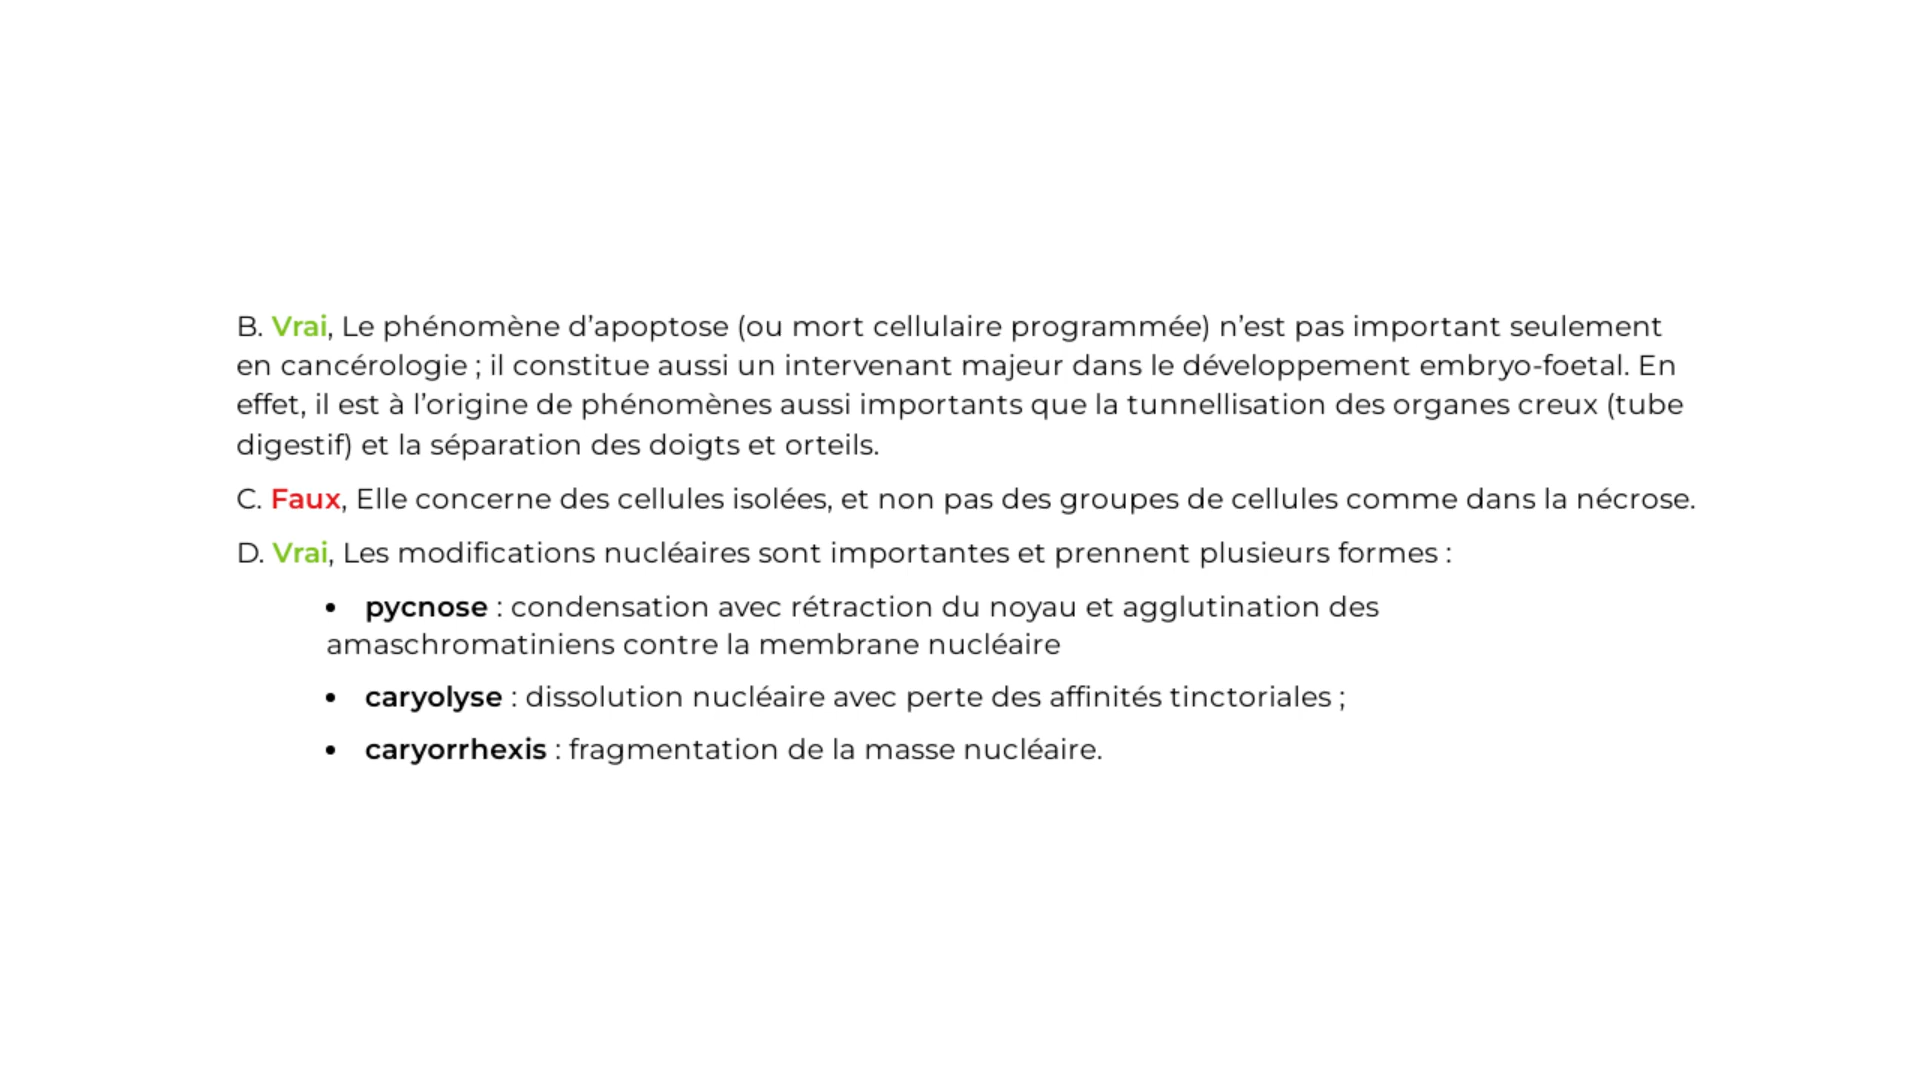 B. Vrai, Le phénomène d’apoptose (ou mort cellulaire programmée) n’est pas important seulement
en cancérologie ; il constitue aussi un intervenant majeur dans le développement embryo-foetal. En
effet, il est à l’origine de phénomènes aussi importants que la tunnellisation des organes creux (tube
digestif) et la séparation des doigts et orteils.
C. Faux, Elle concerne des cellules isolées, et non pas des groupes de cellules comme dans la nécrose.
D. Vrai, Les modifications nucléaires sont importantes et prennent plusieurs formes :
• pycnose : condensation avec rétraction du noyau et agglutination des
amaschromatiniens contre la membrane nucléaire
• caryolyse : dissolution nucléaire avec perte des affinités tinctoriales ;
• caryorrhexis : fragmentation de la masse nucléaire.